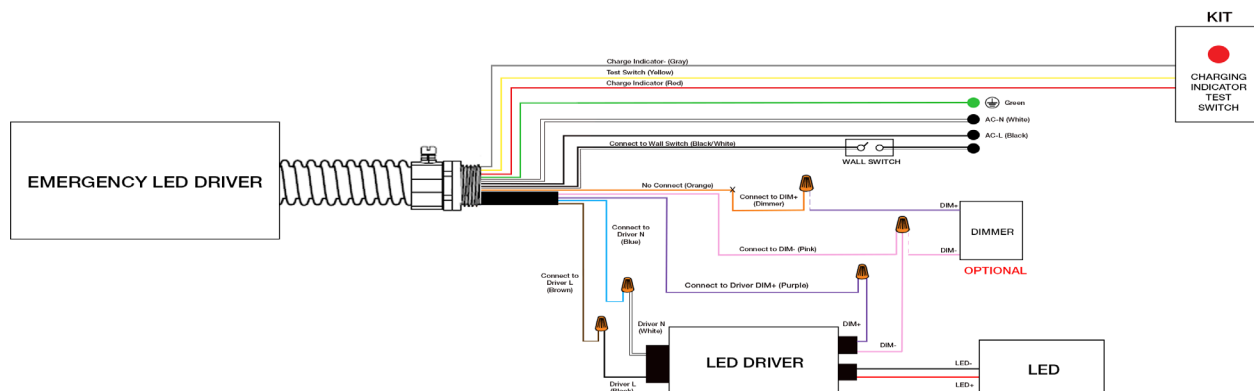 KIT
CHARGING
INDICATOR
TEST
SWITCH
Charge Indicator- (Gray)
Test Switch (Yellow)
Charge Indicator (Red)
Green
AC-N (White)
AC-L (Black)
Connect to Wall Switch (Black/White)
WALL SWITCH
EMERGENCY LED DRIVER
No Connect (Orange)
x
Connect to DIM+
(Dimmer)
DIM+
DIMMER
DIM-
OPTIONAL
Connect to
Driver N
(Blue)
Connect to DIM- (Pink)
Connect to
Driver L
(Brown)
Connect to Driver DIM+ (Purple)
Driver N
(White)
DIM+
DIM-
LED DRIVER
LED-
LED+
LED
Driver L
(Black)